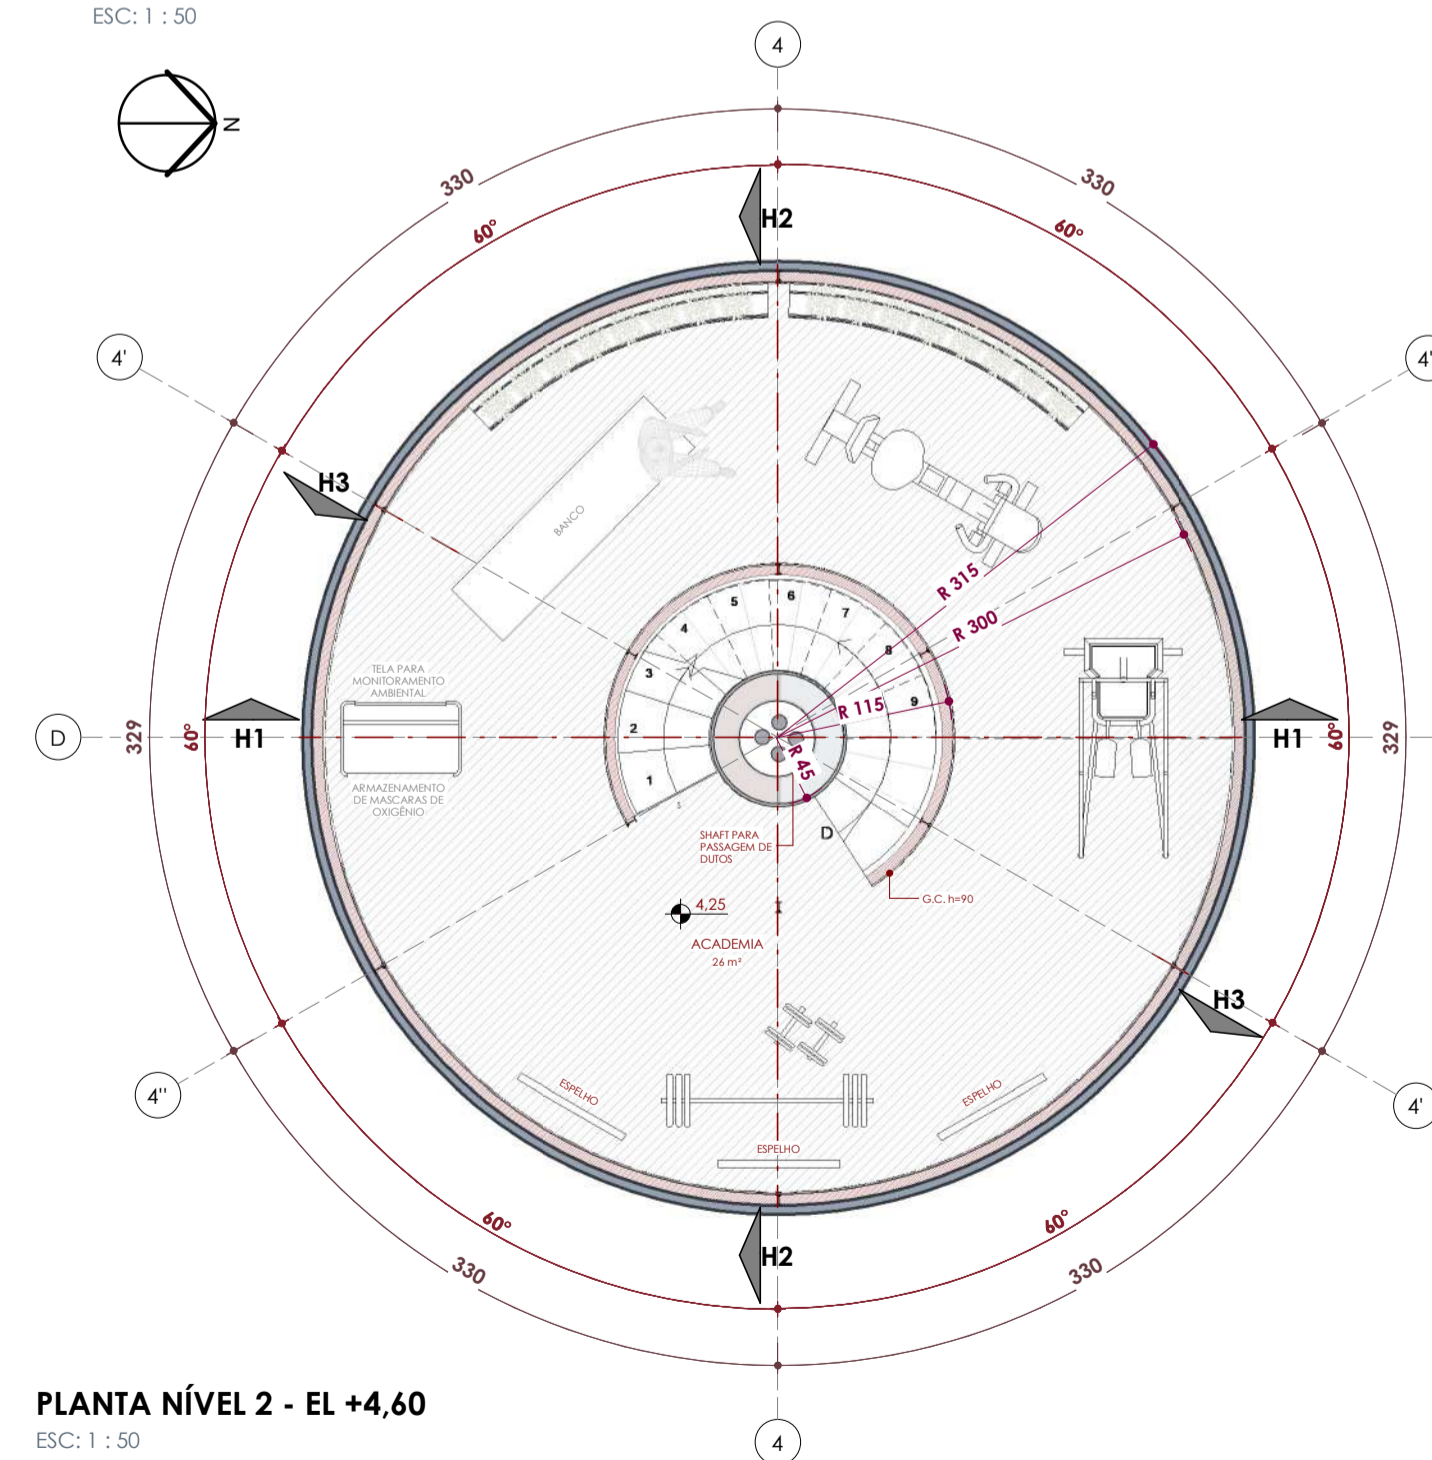 ESC: 1 : 50
N
4
330
330
60°
60°
H2
4'
4'
H3
BANCO
R 315
R 300
R 115
R 45
1
2
3
4
5
6
7
8
9
TELA PARA
MONITORAMENTO
AMBIENTAL
D
329
60°
H1
H1
60°
329
ARMAZENAMENTO
DE MASCARAS DE
OXIGÊNIO
S
D
SHAFT PARA
PASSAGEM DE
DUTOS
G.C. h=90
4,25
ACADEMIA
26 m²
H3
4''
4'
ESPELHO
ESPELHO
ESPELHO
60°
60°
H2
330
330
PLANTA NÍVEL 2 - EL +4,60
ESC: 1 : 50
4